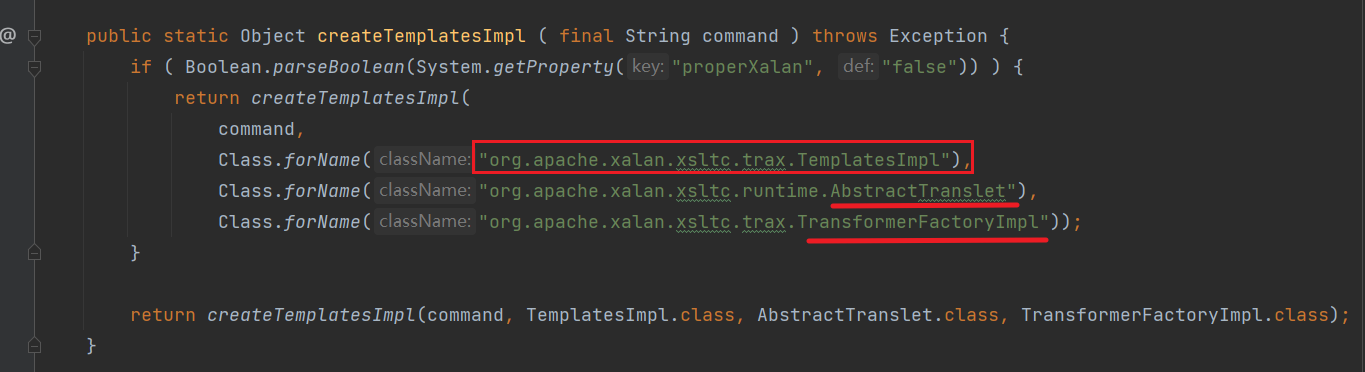 @
public static Object createTemplatesImpl ( final String command ) throws Exception {
if ( Boolean.parseBoolean(System.getProperty( key: "properXalan", def: "false")) ) {
return createTemplatesImpl(
command,
Class.forName( className: "org.apache.xalan.xsltc.trax.TemplatesImpl"),
Class.forName( className: "org.apache.xalan.xsltc.runtime.AbstractTranslet"),
Class.forName( className: "org.apache.xalan.xsltc.trax.TransformerFactoryImpl"));
}
return createTemplatesImpl(command, TemplatesImpl.class, AbstractTranslet.class, TransformerFactoryImpl.class);
}